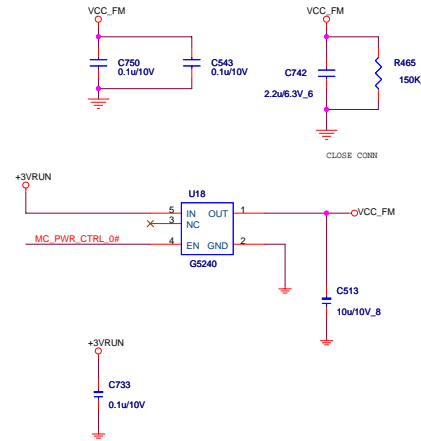 VCC_FM
C750
0.1u/10V
C543
0.1u/10V
VCC_FM
C742
2.2u/6.3V_6
R465
150K
CLOSE CONN
+3VRUN
U18
5 IN OUT 1
3 NC
4 EN GND 2
G5240
MC_PWR_CTRL_0#
VCC_FM
C513
10u/10V_8
+3VRUN
C733
0.1u/10V